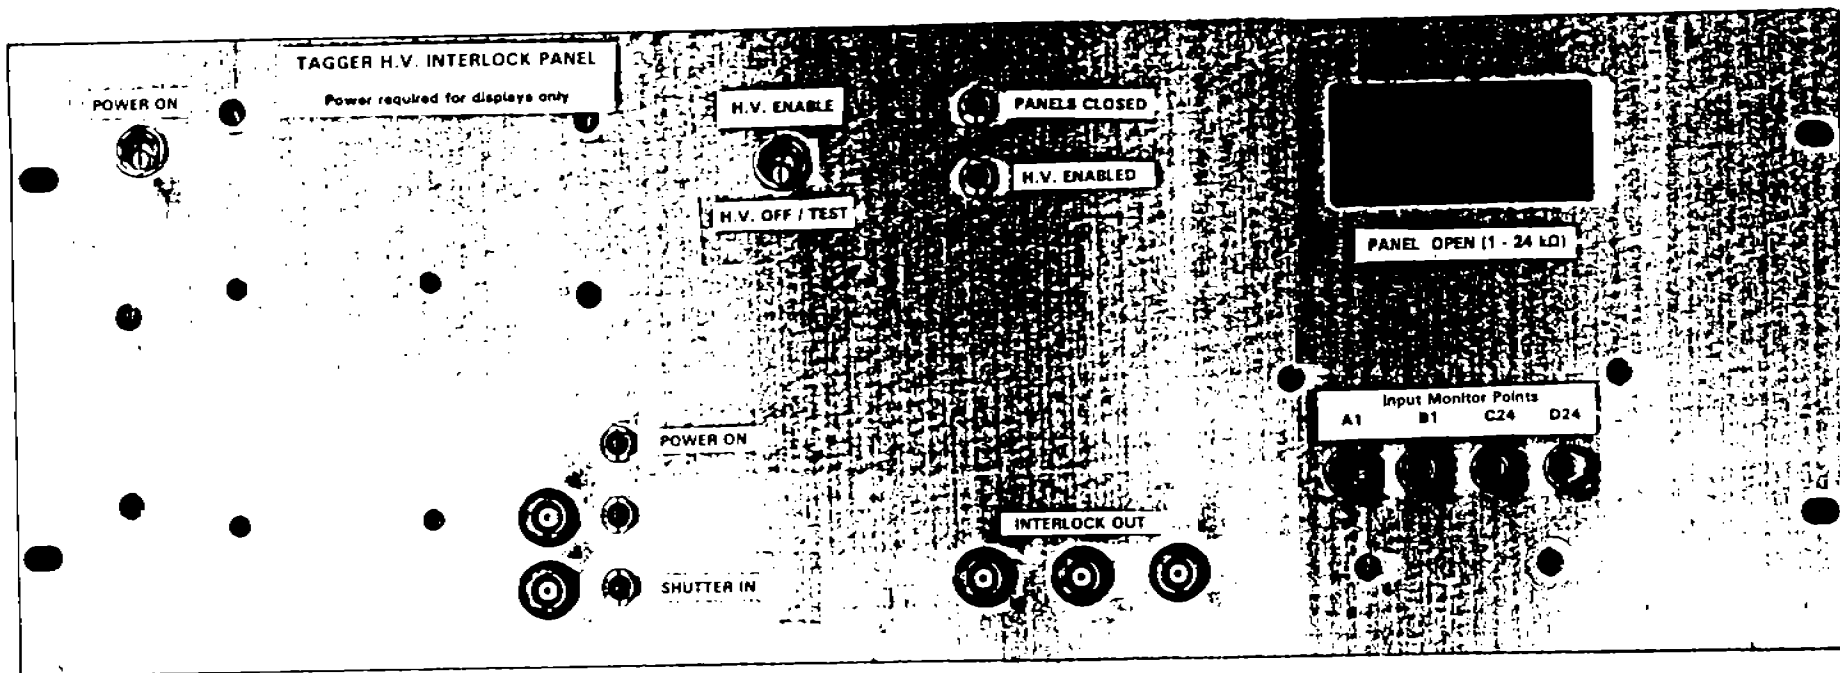 TAGGER H.V. INTERLOCK PANEL
Power required for displays only
POWER ON
H.V. ENABLE
H.V. OFF / TEST
PANELS CLOSED
H.V. ENABLED
PANEL OPEN (1 - 24 kΩ)
Input Monitor Points
A1 B1 C24 D24
POWER ON
SHUTTER IN
INTERLOCK OUT